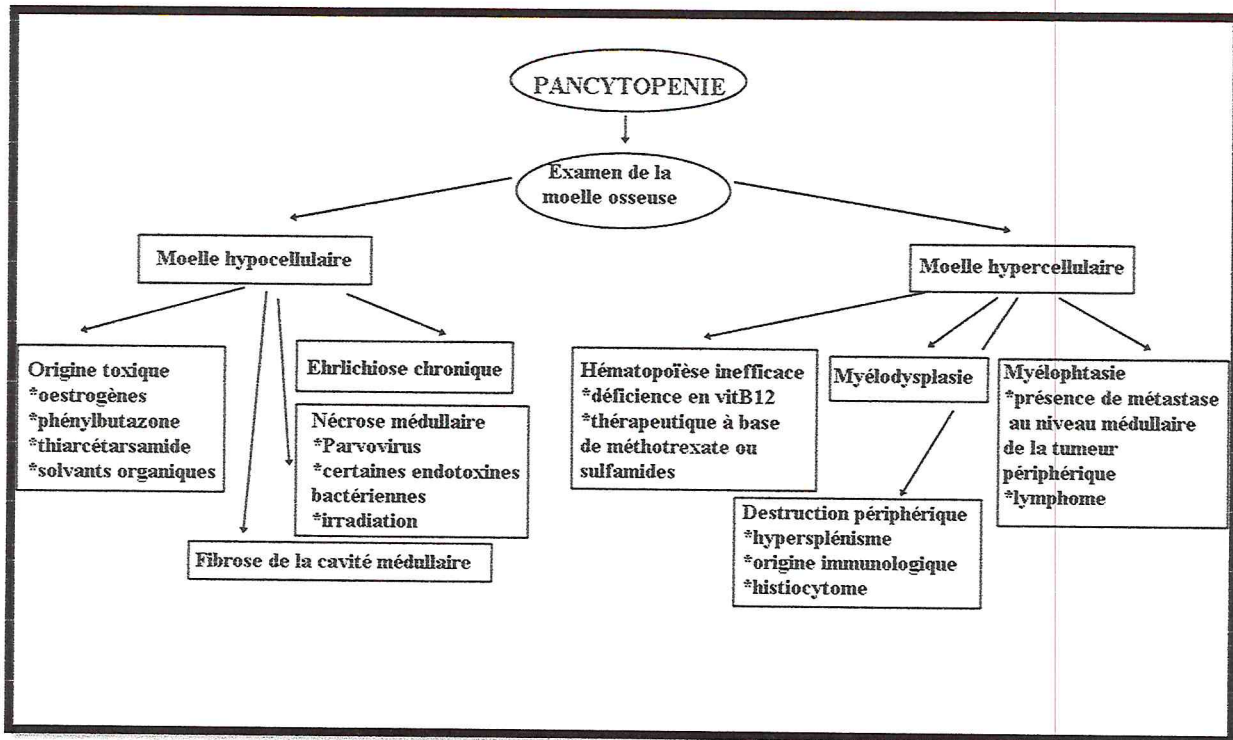 PANCYTOPENIE
Examen de la
moelle osseuse
Moelle hypocellulaire
Moelle hypercellulaire
Origine toxique
*oestrogènes
*phénylbutazone
*thiarcétarsamide
*solvants organiques
Ehrlichiose chronique
Nécrose médullaire
*Parvovirus
*certaines endotoxines
bactériennes
*irradiation
Fibrose de la cavité médullaire
Hématopoïèse inefficace
*déficience en vitB12
*thérapeutique à base
de méthotrexate ou
sulfamides
Myélodysplasie
Destruction périphérique
*hypersplénisme
*origine immunologique
*histiocytome
Myélophtasie
*présence de métastase
au niveau médullaire
de la tumeur
périphérique
*lymphome